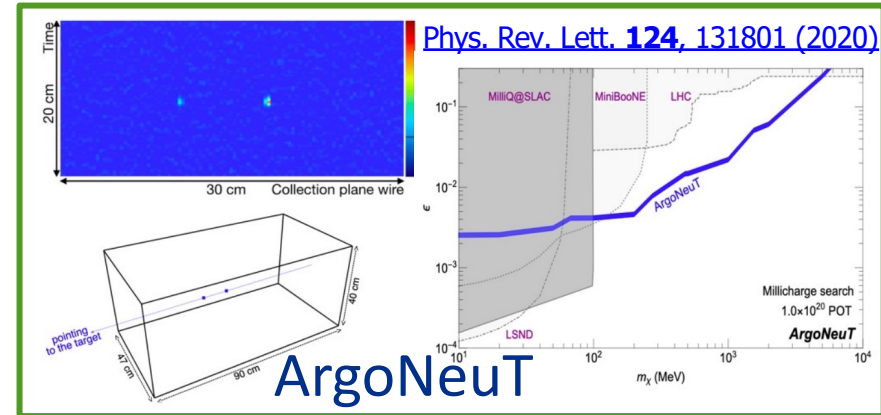 Phys. Rev. Lett. 124, 131801 (2020)
Time
20 cm
30 cm
Collection plane wire
pointing
to the target
47 cm
90 cm
40 cm
ArgoNeuT
ϵ
10⁻¹
10⁻²
10⁻³
10⁻⁴
MilliQ@SLAC
MiniBooNE
LHC
ArgoNeuT
LSND
Millicharge search
1.0×10²⁰ POT
ArgoNeuT
10¹
10²
10³
10⁴
mχ (MeV)